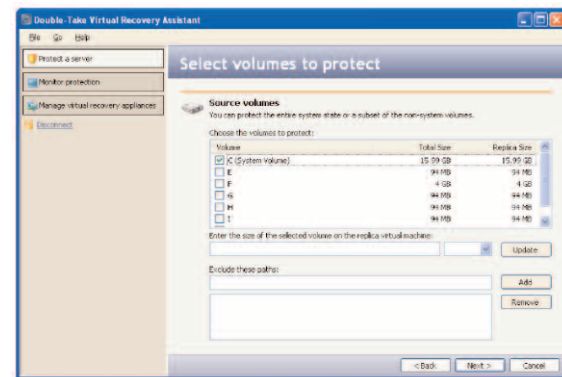 Double-Take Virtual Recovery Assistant
File Go Help
Protect a server
Monitor protection
Manage virtual recovery appliances
Disconnect
Select volumes to protect
Source volumes
You can protect the entire system state or a subset of the non-system volumes.
Choose the volumes to protect:
Volume Total Size Replica Size
C (System Volume) 15.99 GB 15.99 GB
E 94 MB 94 MB
F 4 GB 4 GB
G 94 MB 94 MB
H 94 MB 94 MB
I 94 MB 94 MB
Enter the size of the selected volume on the replica virtual machine:
Update
Exclude these paths:
Add
Remove
< Back Next > Cancel